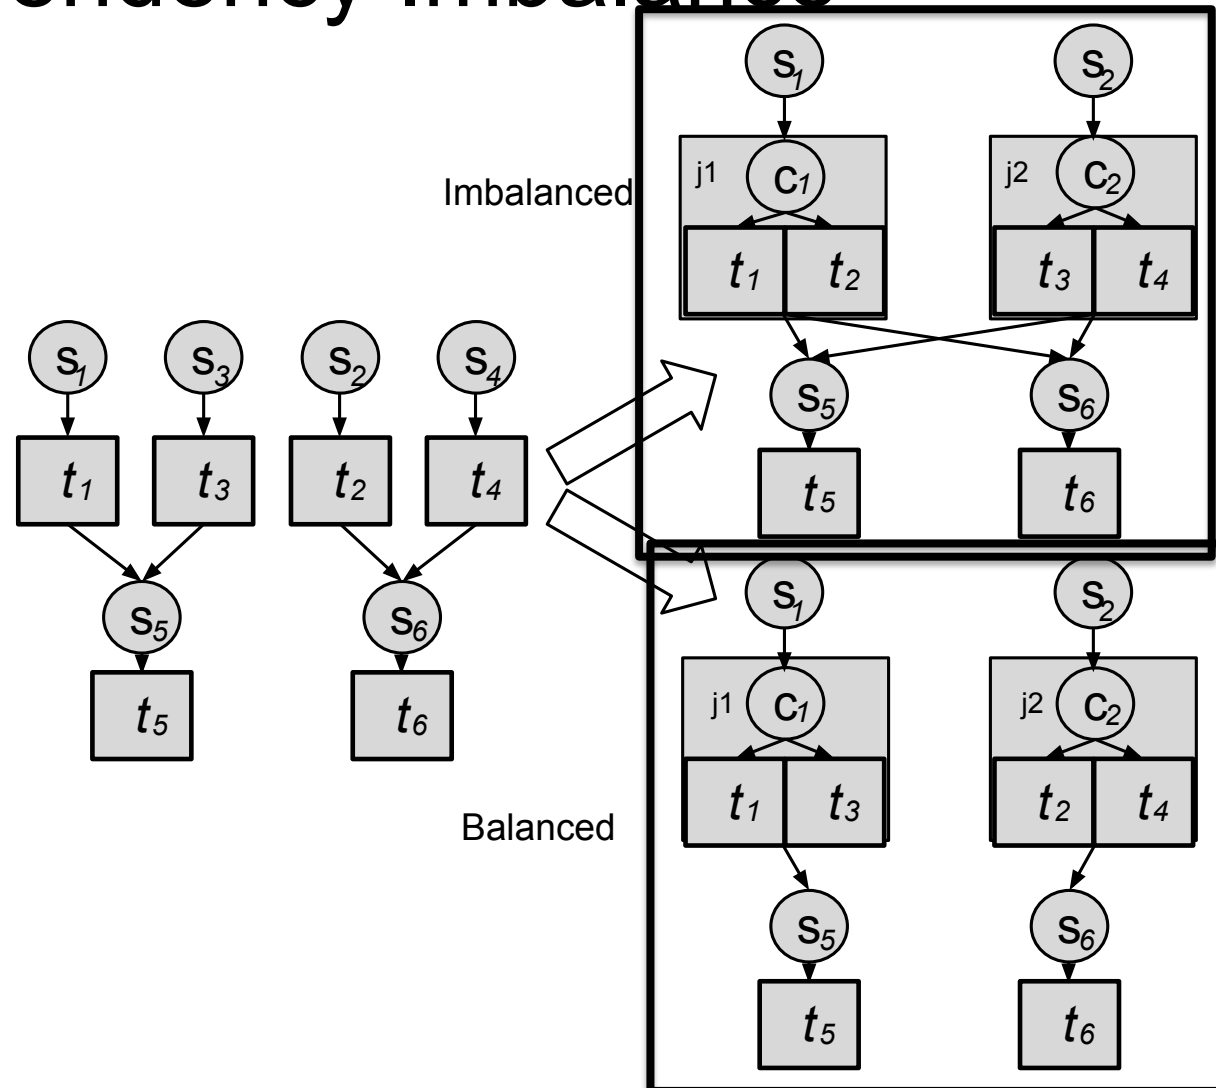 s1 s2
j1 c1 j2 c2
Imbalanced
t1 t2 t3 t4
s1 s3 s2 s4
s5 s6
t1 t3 t2 t4
t5 t6
s1 s2
s5 s6
j1 c1 j2 c2
t5 t6
t1 t3 t2 t4
Balanced
s5 s6
t5 t6